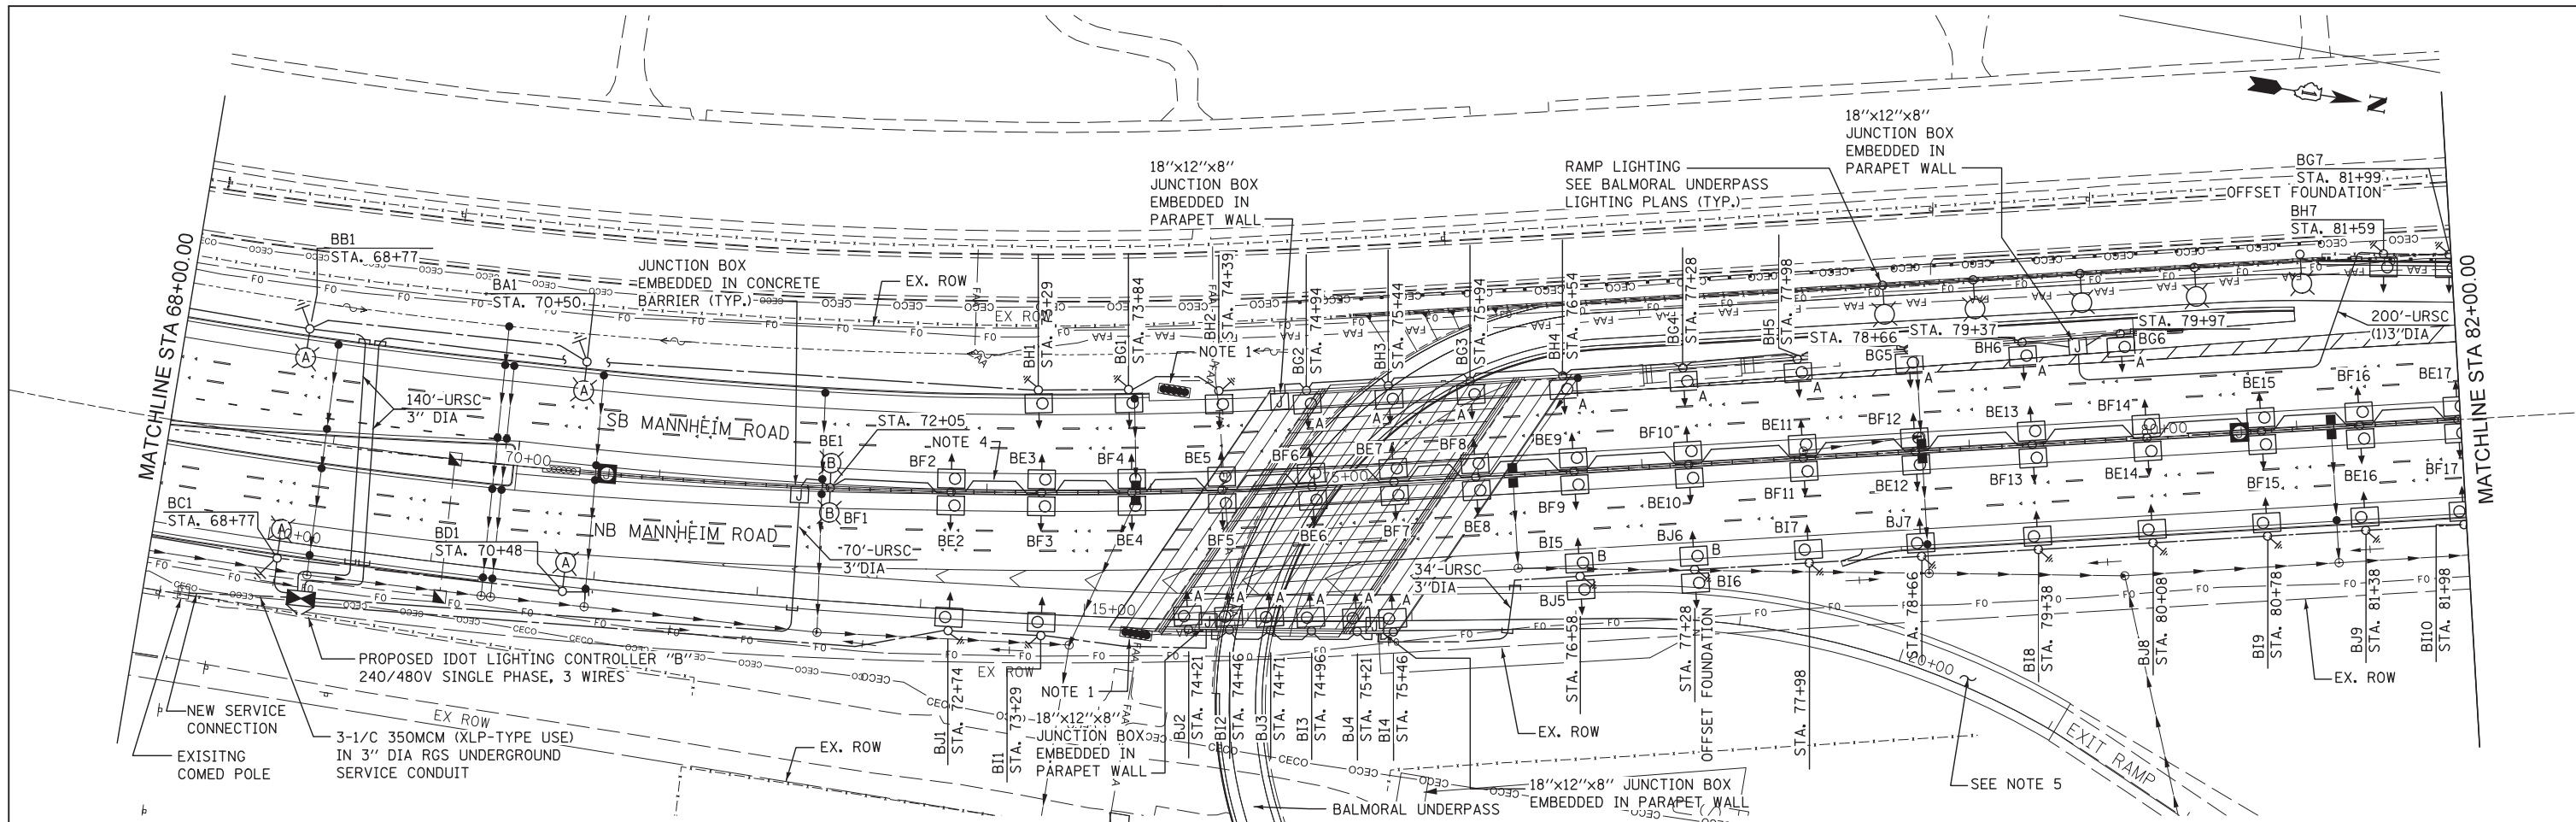 MATCHLINE STA 68+00.00
BB1
STA. 68+77
BA1
STA. 70+50
JUNCTION BOX
EMBEDDED IN CONCRETE
BARRIER (TYP.)
EX. ROW
EX ROW
BH1
STA. 73+29
BG1
STA. 73+84
BH2
STA. 74+39
18"x12"x8"
JUNCTION BOX
EMBEDDED IN
PARAPET WALL
NOTE 1
BG2
STA. 74+94
BH3
STA. 75+44
BG3
STA. 75+94
BH4
STA. 76+54
BG4
STA. 77+28
BH5
STA. 77+98
RAMP LIGHTING
SEE BALMORAL UNDERPASS
LIGHTING PLANS (TYP.)
18"x12"x8"
JUNCTION BOX
EMBEDDED IN
PARAPET WALL
N
STA. 78+66
BG5
STA. 79+37
BH6
STA. 79+97
BG6
BG7
STA. 81+99
OFFSET FOUNDATION
BH7
STA. 81+59
200'-URSC
(1)3"DIA
MATCHLINE STA 82+00.00
140'-URSC
3" DIA
SB MANNHEIM ROAD
70+00
STA. 72+05
NOTE 4
BE1
BF2
BE3
BF4
BE5
BF6
BE7
BF8
BE9
BF10
BE11
BF12
BE13
BF14
BE15
BF16
BE17
75+00
80+00
BF1
BE2
BF3
BE4
BF5
BE6
BF7
BE8
BF9
BE10
BF11
BE12
BF13
BE14
BF15
BE16
BF17
NB MANNHEIM ROAD
BC1
STA. 68+77
BD1
STA. 70+48
70'-URSC
3"DIA
15+00
34'-URSC
3"DIA
BI5
BJ5
BJ6
BI6
BI7
BJ7
PROPOSED IDOT LIGHTING CONTROLLER "B"
240/480V SINGLE PHASE, 3 WIRES
NEW SERVICE
CONNECTION
EXISITNG
COMED POLE
3-1/C 350MCM (XLP-TYPE USE)
IN 3" DIA RGS UNDERGROUND
SERVICE CONDUIT
EX ROW
EX. ROW
EX ROW
BJ1
STA. 72+74
BI1
STA. 73+29
NOTE 1
18"x12"x8"
JUNCTION BOX
EMBEDDED IN
PARAPET WALL
BJ2
STA. 74+21
BI2
STA. 74+46
BJ3
STA. 74+71
BI3
STA. 74+96
BJ4
STA. 75+21
BI4
STA. 75+46
EX. ROW
STA. 76+58
STA. 77+28
OFFSET FOUNDATION
STA. 77+98
STA. 78+66
BI8
STA. 79+38
BJ8
STA. 80+08
BI9
STA. 80+78
BJ9
STA. 81+38
BI10
STA. 81+98
20+00
EX. ROW
EXIT RAMP
SEE NOTE 5
18"x12"x8" JUNCTION BOX
EMBEDDED IN PARAPET WALL
BALMORAL UNDERPASS